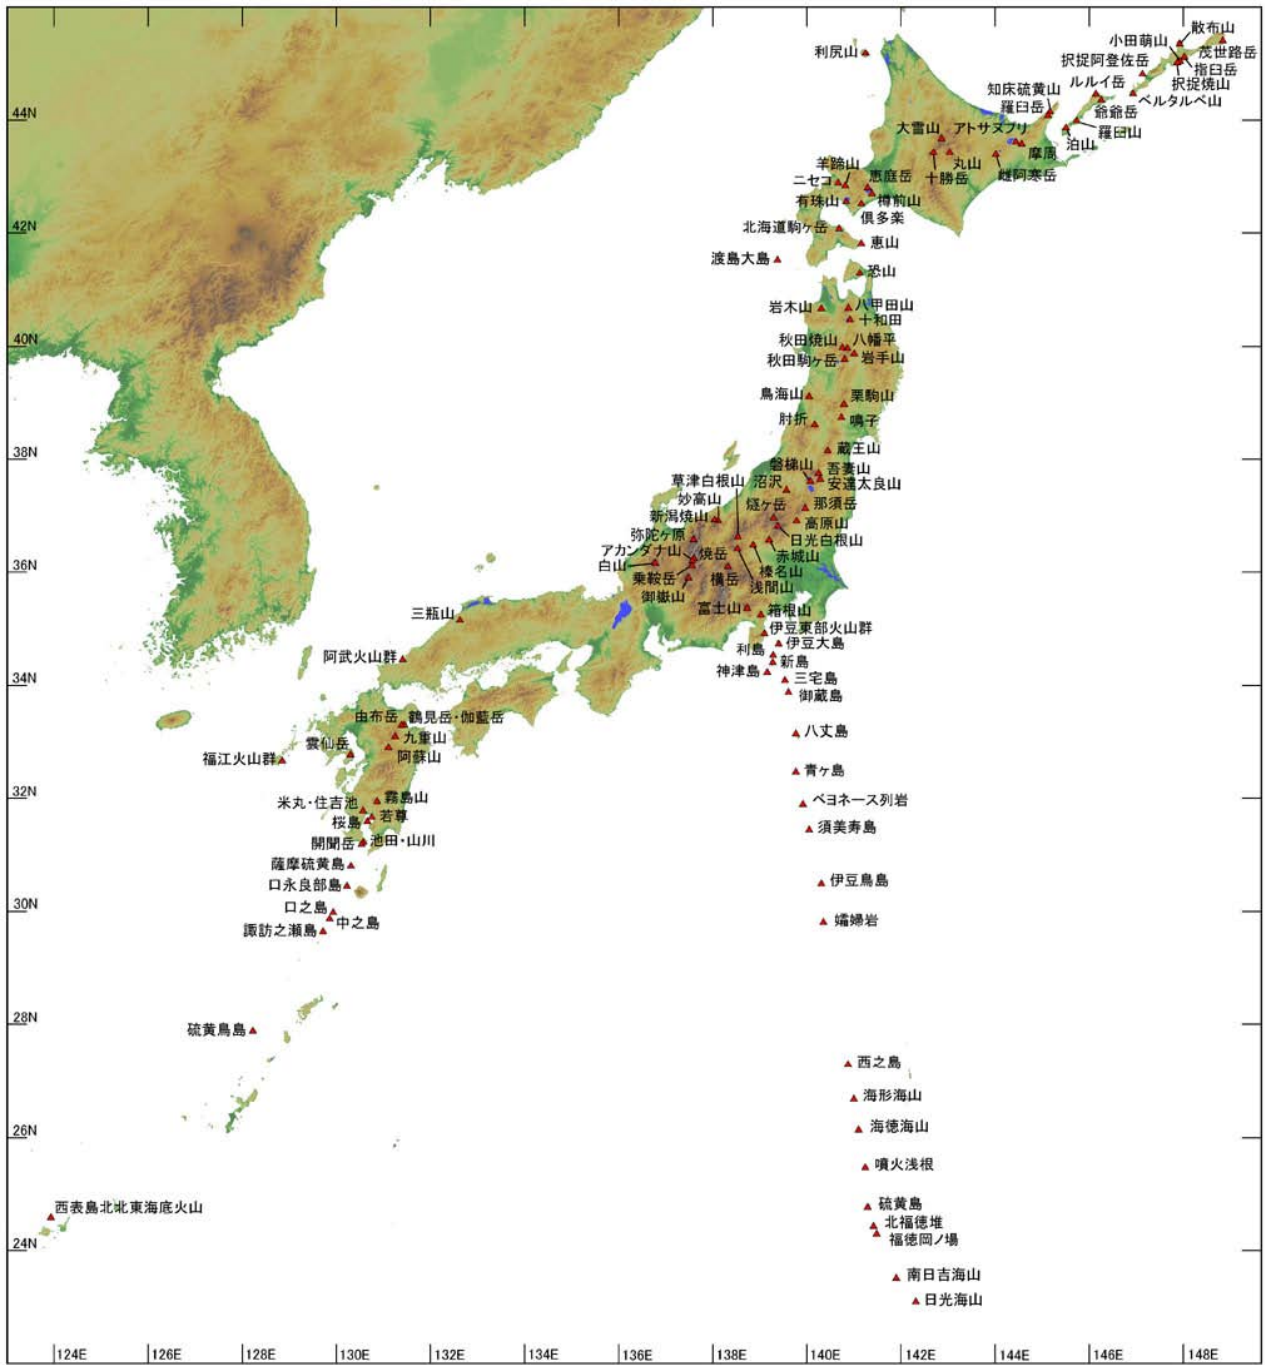 散布山
小田萌山
利尻山
茂世路岳
択捉阿登佐岳
指臼岳
ルルイ岳
択捉焼山
知床硫黄山
ベルタルベ山
羅臼岳
爺爺岳
44N
大雪山
アトサヌプリ
羅臼山
泊山
摩周
羊蹄山
丸山
恵庭岳
十勝岳
雌阿寒岳
ニセコ
有珠山
樽前山
倶多楽
42N
北海道駒ヶ岳
恵山
渡島大島
恐山
岩木山
八甲田山
十和田
40N
秋田焼山
八幡平
秋田駒ヶ岳
岩手山
鳥海山
栗駒山
肘折
鳴子
38N
蔵王山
磐梯山
吾妻山
草津白根山
沼沢
安達太良山
妙高山
燧ヶ岳
那須岳
新潟焼山
高原山
弥陀ヶ原
日光白根山
アカンダナ山
焼岳
赤城山
36N
白山
乗鞍岳
横岳
榛名山
浅間山
御嶽山
富士山
箱根山
三瓶山
伊豆東部火山群
伊豆大島
利島
阿武火山群
新島
神津島
三宅島
34N
御蔵島
由布岳
鶴見岳・伽藍岳
八丈島
九重山
雲仙岳
福江火山群
阿蘇山
青ヶ島
32N
霧島山
ベヨネース列岩
米丸・住吉池
若尊
桜島
須美寿島
開聞岳
池田・山川
薩摩硫黄島
口永良部島
伊豆鳥島
30N
口之島
中之島
孀婦岩
諏訪之瀬島
28N
硫黄鳥島
西之島
海形海山
26N
海徳海山
噴火浅根
西表島北北東海底火山
硫黄島
北福徳堆
福徳岡ノ場
24N
南日吉海山
日光海山
124E 126E 128E 130E 132E 134E 136E 138E 140E 142E 144E 146E 148E